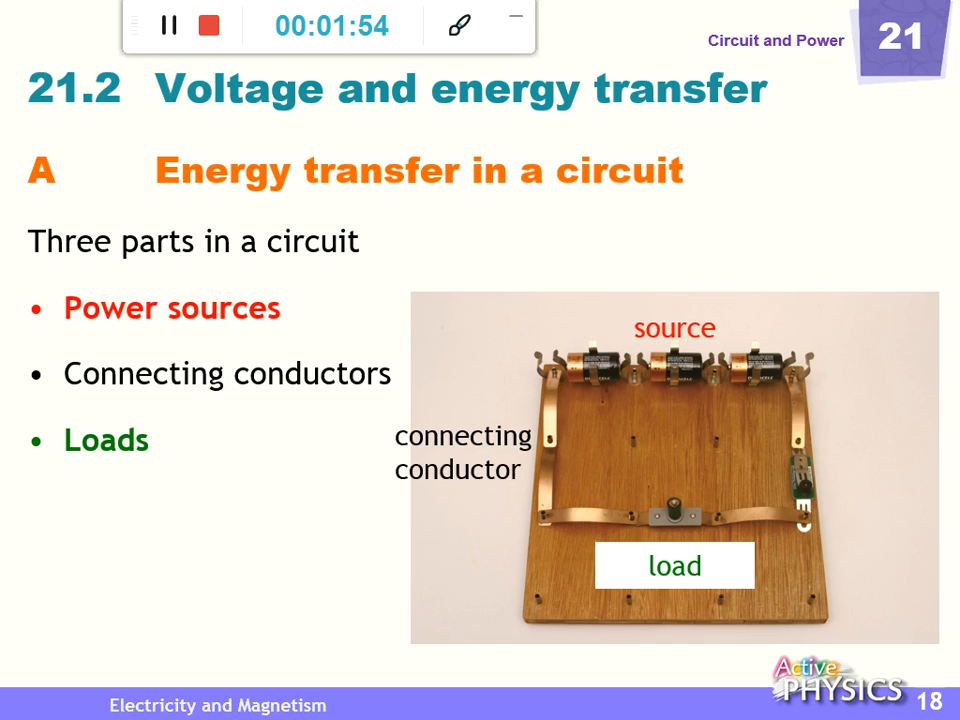 00:01:54
Circuit and Power
21
21.2 Voltage and energy transfer
A Energy transfer in a circuit
Three parts in a circuit
• Power sources
• Connecting conductors
• Loads
source
connecting
conductor
load
Active
PHYSICS
Electricity and Magnetism
18